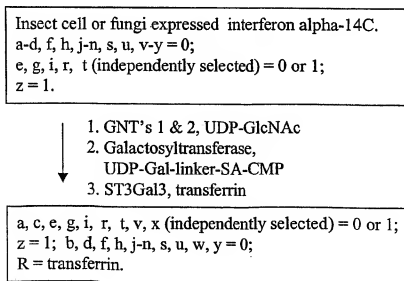 Insect cell or fungi expressed interferon alpha-14C.
a-d, f, h, j-n, s, u, v-y = 0;
e, g, i, r, t (independently selected) = 0 or 1;
z = 1.
1. GNT's 1 & 2, UDP-GlcNAc
2. Galactosyltransferase,
UDP-Gal-linker-SA-CMP
3. ST3Gal3, transferrin
a, c, e, g, i, r, t, v, x (independently selected) = 0 or 1;
z = 1; b, d, f, h, j-n, s, u, w, y = 0;
R = transferrin.